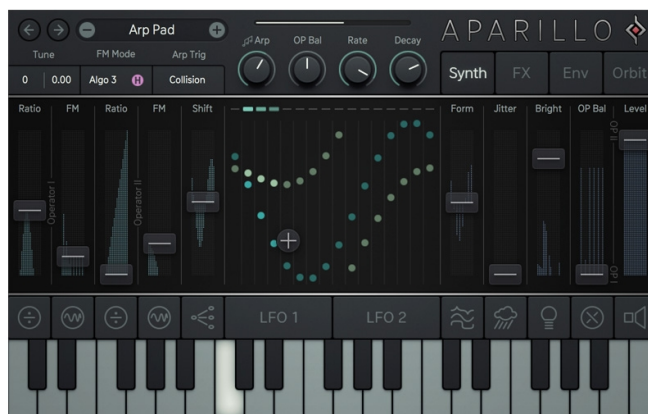 Arp Pad
APARILLO
Tune FM Mode Arp Trig
♫ Arp OP Bal Rate Decay
0 0.00 Algo 3 H Collision
Synth FX Env Orbit
Ratio FM Ratio FM Shift Form Jitter Bright OP Bal Level
Operator I
Operator II
OP II
OP I
LFO 1 LFO 2